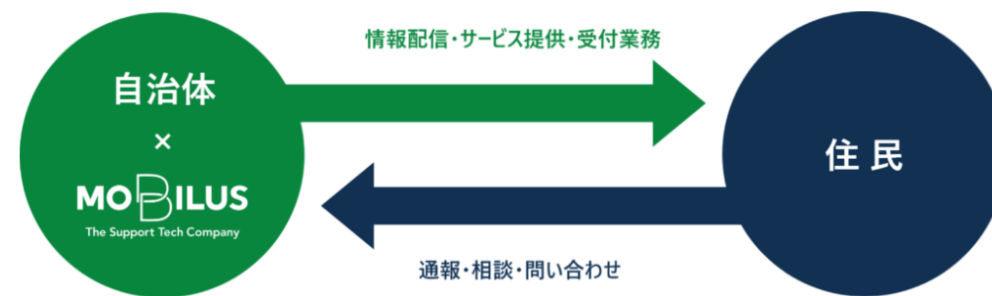 情報配信・サービス提供・受付業務
自治体
×
MOBILUS
The Support Tech Company
住民
通報・相談・問い合わせ